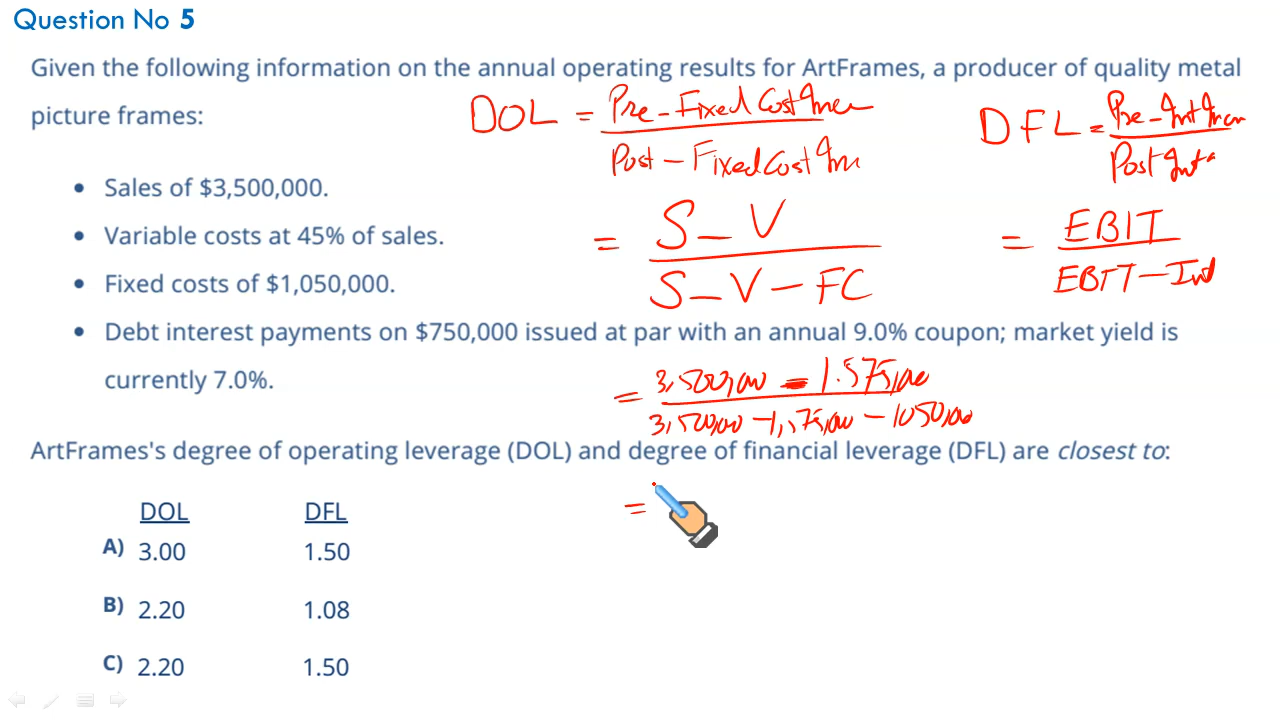 Question No 5
Given the following information on the annual operating results for ArtFrames, a producer of quality metal
picture frames:
DOL = Pre - Fixed Cost Incm
Post - Fixed Cost Inc
DFL = Pre - Int Incm
Post Int
• Sales of $3,500,000.
= S - V
S - V - FC
= EBIT
EBIT - Int
• Variable costs at 45% of sales.
• Fixed costs of $1,050,000.
• Debt interest payments on $750,000 issued at par with an annual 9.0% coupon; market yield is
currently 7.0%.
= 3,500,000 - 1,575,000
3,500,000 - 1,575,000 - 1050,000
ArtFrames's degree of operating leverage (DOL) and degree of financial leverage (DFL) are closest to:
=
DOL DFL
A) 3.00 1.50
B) 2.20 1.08
C) 2.20 1.50